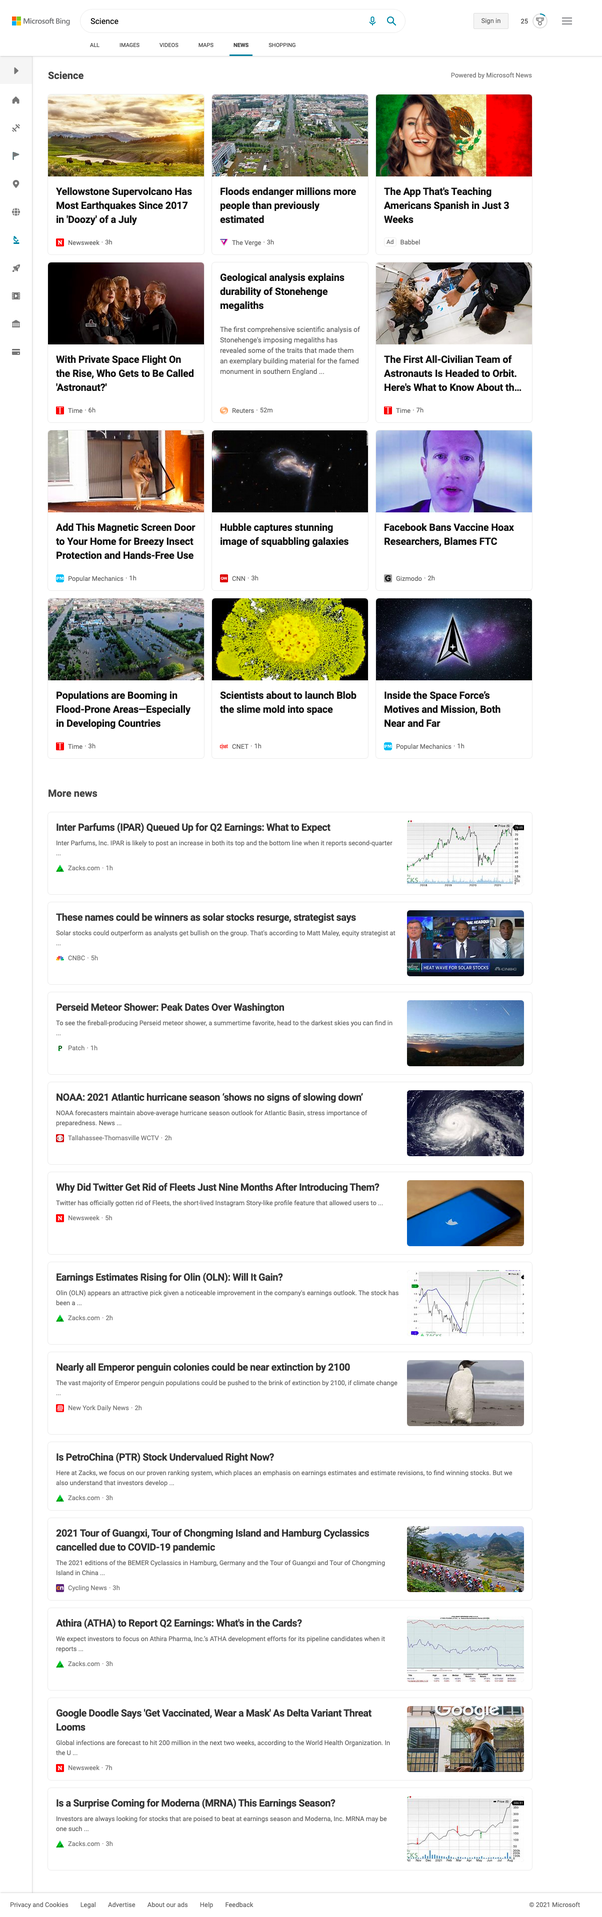 Microsoft Bing
Science
Sign in
25
ALL
IMAGES
VIDEOS
MAPS
NEWS
SHOPPING
Science
Powered by Microsoft News
Yellowstone Supervolcano Has
Most Earthquakes Since 2017
in 'Doozy' of a July
Newsweek · 3h
Floods endanger millions more
people than previously
estimated
The Verge · 3h
The App That's Teaching
Americans Spanish in Just 3
Weeks
Ad Babbel
With Private Space Flight On
the Rise, Who Gets to Be Called
'Astronaut?'
Time · 6h
Geological analysis explains
durability of Stonehenge
megaliths
The first comprehensive scientific analysis of
Stonehenge's imposing megaliths has
revealed some of the traits that made them
an exemplary building material for the famed
monument in southern England ...
Reuters · 52m
The First All-Civilian Team of
Astronauts Is Headed to Orbit.
Here's What to Know About th...
Time · 7h
Add This Magnetic Screen Door
to Your Home for Breezy Insect
Protection and Hands-Free Use
Popular Mechanics · 1h
Hubble captures stunning
image of squabbling galaxies
CNN · 3h
Facebook Bans Vaccine Hoax
Researchers, Blames FTC
Gizmodo · 2h
Populations are Booming in
Flood-Prone Areas—Especially
in Developing Countries
Time · 3h
Scientists about to launch Blob
the slime mold into space
CNET · 1h
Inside the Space Force's
Motives and Mission, Both
Near and Far
Popular Mechanics · 1h
More news
Inter Parfums (IPAR) Queued Up for Q2 Earnings: What to Expect
Inter Parfums, Inc. IPAR is likely to post an increase in both its top and the bottom line when it reports second-quarter
...
Zacks.com · 1h
These names could be winners as solar stocks resurge, strategist says
Solar stocks could outperform as analysts get bullish on the group. That's according to Matt Maley, equity strategist at
...
CNBC · 5h
HEAT WAVE FOR SOLAR STOCKS
Perseid Meteor Shower: Peak Dates Over Washington
To see the fireball-producing Perseid meteor shower, a summertime favorite, head to the darkest skies you can find in
...
Patch · 1h
NOAA: 2021 Atlantic hurricane season 'shows no signs of slowing down'
NOAA forecasters maintain above-average hurricane season outlook for Atlantic Basin, stress importance of
preparedness. News ...
Tallahassee-Thomasville WCTV · 2h
Why Did Twitter Get Rid of Fleets Just Nine Months After Introducing Them?
Twitter has officially gotten rid of Fleets, the short-lived Instagram Story-like profile feature that allowed users to ...
Newsweek · 5h
Earnings Estimates Rising for Olin (OLN): Will It Gain?
Olin (OLN) appears an attractive pick given a noticeable improvement in the company's earnings outlook. The stock has
been a ...
Zacks.com · 2h
Nearly all Emperor penguin colonies could be near extinction by 2100
The vast majority of Emperor penguin populations could be pushed to the brink of extinction by 2100, if climate change
...
New York Daily News · 2h
Is PetroChina (PTR) Stock Undervalued Right Now?
Here at Zacks, we focus on our proven ranking system, which places an emphasis on earnings estimates and estimate revisions, to find winning stocks. But we
also understand that investors develop ...
Zacks.com · 3h
2021 Tour of Guangxi, Tour of Chongming Island and Hamburg Cyclassics
cancelled due to COVID-19 pandemic
The 2021 editions of the BEMER Cyclassics in Hamburg, Germany and the Tour of Guangxi and Tour of Chongming
Island in China ...
Cycling News · 3h
Athira (ATHA) to Report Q2 Earnings: What's in the Cards?
We expect investors to focus on Athira Pharma, Inc.'s ATHA development efforts for its pipeline candidates when it
reports ...
Zacks.com · 3h
Google Doodle Says 'Get Vaccinated, Wear a Mask' As Delta Variant Threat
Looms
Global infections are forecast to hit 200 million in the next two weeks, according to the World Health Organization. In
the U ...
Newsweek · 7h
Google
Is a Surprise Coming for Moderna (MRNA) This Earnings Season?
Investors are always looking for stocks that are poised to beat at earnings season and Moderna, Inc. MRNA may be
one such ...
Zacks.com · 3h
Privacy and Cookies
Legal
Advertise
About our ads
Help
Feedback
© 2021 Microsoft